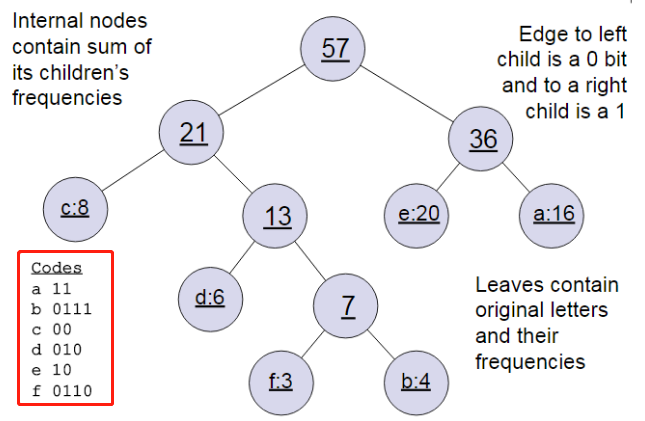 Internal nodes
contain sum of
its children's
frequencies
57
Edge to left
child is a 0 bit
and to a right
child is a 1
21
36
c:8
13
e:20
a:16
d:6
7
f:3
b:4
Codes
a 11
b 0111
c 00
d 010
e 10
f 0110
Leaves contain
original letters
and their
frequencies